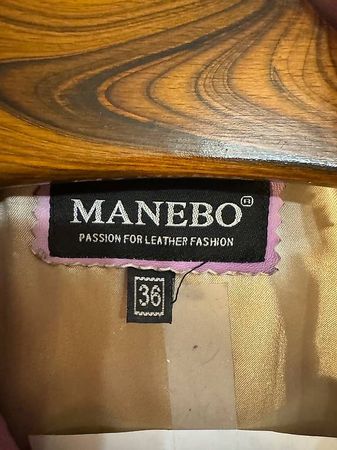 MANEBO®
PASSION FOR LEATHER FASHION
36